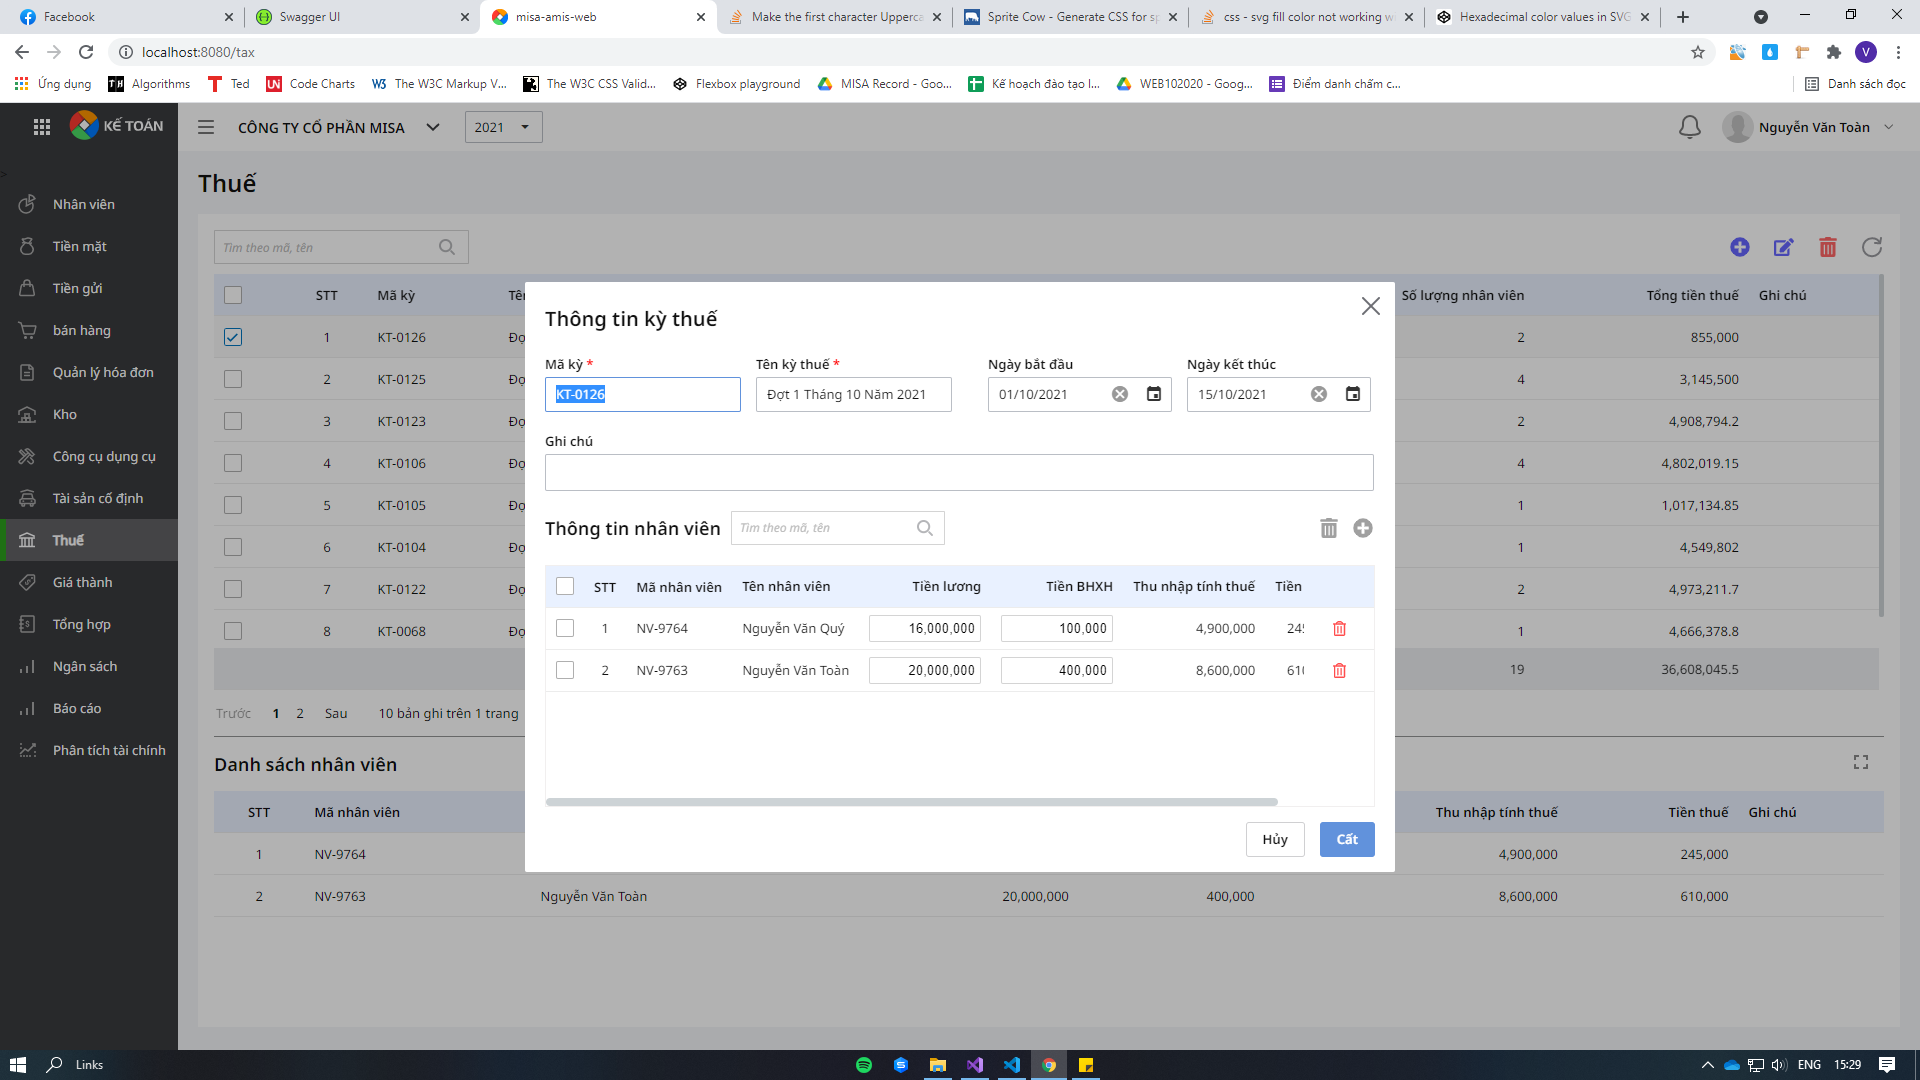 Facebook
Swagger UI
misa-amis-web
Make the first character Upperca
Sprite Cow - Generate CSS for sp
css - svg fill color not working w
Hexadecimal color values in SVG
localhost:8080/tax
V
Ứng dụng
Algorithms
Ted
Code Charts
The W3C Markup V...
The W3C CSS Valid...
Flexbox playground
MISA Record - Goo...
Kế hoạch đào tạo l...
WEB102020 - Goog...
Điểm danh chấm c...
Danh sách đọc
KẾ TOÁN
CÔNG TY CỔ PHẦN MISA
2021
Nguyễn Văn Toàn
>
Nhân viên
Tiền mặt
Tiền gửi
bán hàng
Quản lý hóa đơn
Kho
Công cụ dụng cụ
Tài sản cố định
Thuế
Giá thành
Tổng hợp
Ngân sách
Báo cáo
Phân tích tài chính
Thuế
Tìm theo mã, tên
STT Mã kỳ Tên Số lượng nhân viên Tổng tiền thuế Ghi chú
1 KT-0126 Đợ 2 855,000
2 KT-0125 Đợ 4 3,145,500
3 KT-0123 Đợ 2 4,908,794.2
4 KT-0106 Đợ 4 4,802,019.15
5 KT-0105 Đợ 1 1,017,134.85
6 KT-0104 Đợ 1 4,549,802
7 KT-0122 Đợ 2 4,973,211.7
8 KT-0068 Đợ 1 4,666,378.8
19 36,608,045.5
Trước 1 2 Sau 10 bản ghi trên 1 trang
Thông tin kỳ thuế
Mã kỳ * Tên kỳ thuế * Ngày bắt đầu Ngày kết thúc
KT-0126 Đợt 1 Tháng 10 Năm 2021 01/10/2021 15/10/2021
Ghi chú
Thông tin nhân viên Tìm theo mã, tên
STT Mã nhân viên Tên nhân viên Tiền lương Tiền BHXH Thu nhập tính thuế Tiền
1 NV-9764 Nguyễn Văn Quý 16,000,000 100,000 4,900,000 245
2 NV-9763 Nguyễn Văn Toàn 20,000,000 400,000 8,600,000 610
Hủy Cất
Danh sách nhân viên
STT Mã nhân viên Thu nhập tính thuế Tiền thuế Ghi chú
1 NV-9764 4,900,000 245,000
2 NV-9763 Nguyễn Văn Toàn 20,000,000 400,000 8,600,000 610,000
Links
ENG 15:29